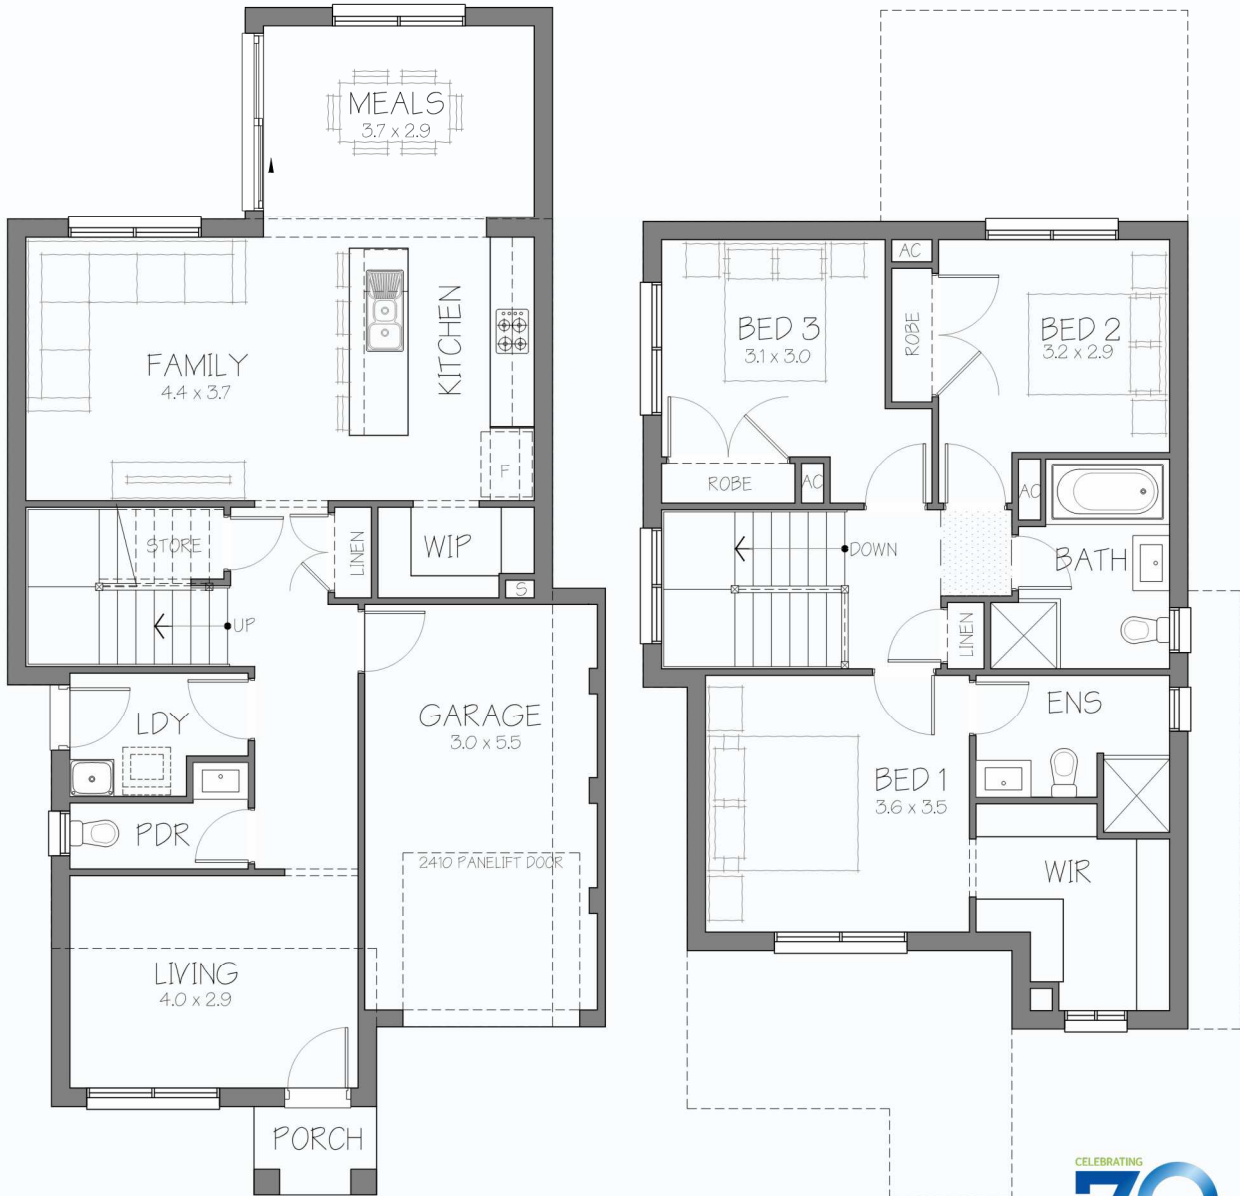 MEALS
3.7 x 2.9
FAMILY
4.4 x 3.7
KITCHEN
F
STORE
LINEN
WIP
S
UP
LDY
GARAGE
3.0 x 5.5
PDR
2410 PANELIFT DOOR
LIVING
4.0 x 2.9
PORCH
AC
BED 3
3.1 x 3.0
ROBE
BED 2
3.2 x 2.9
ROBE
AC
AC
DOWN
BATH
LINEN
ENS
BED 1
3.6 x 3.5
WIR
CELEBRATING
70